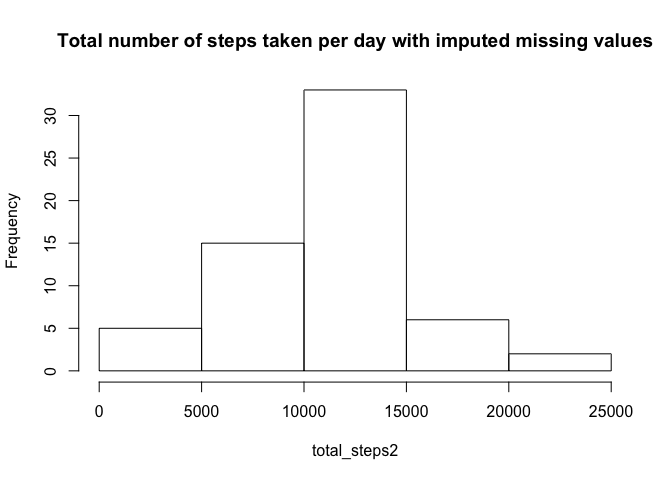 Total number of steps taken per day with imputed missing values
30
25
20
15
10
5
0
Frequency
0 5000 10000 15000 20000 25000
total_steps2